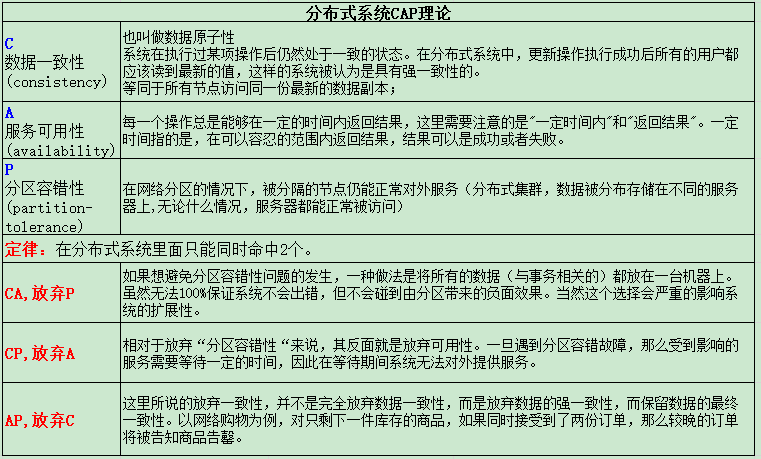 分布式系统CAP理论
C
数据一致性
(consistency)
也叫做数据原子性
系统在执行过某项操作后仍然处于一致的状态。在分布式系统中，更新操作执行成功后所有的用户都
应该读到最新的值，这样的系统被认为是具有强一致性的。
等同于所有节点访问同一份最新的数据副本；
A
服务可用性
(availability)
每一个操作总是能够在一定的时间内返回结果，这里需要注意的是"一定时间内"和"返回结果"。一定
时间指的是，在可以容忍的范围内返回结果，结果可以是成功或者失败。
P
分区容错性
(partition-
tolerance)
在网络分区的情况下，被分隔的节点仍能正常对外服务（分布式集群，数据被分布存储在不同的服务
器上,无论什么情况，服务器都能正常被访问）
定律：在分布式系统里面只能同时命中2个。
CA,放弃P
如果想避免分区容错性问题的发生，一种做法是将所有的数据（与事务相关的）都放在一台机器上。
虽然无法100%保证系统不会出错，但不会碰到由分区带来的负面效果。当然这个选择会严重的影响系
统的扩展性。
CP,放弃A
相对于放弃“分区容错性“来说，其反面就是放弃可用性。一旦遇到分区容错故障，那么受到影响的
服务需要等待一定的时间，因此在等待期间系统无法对外提供服务。
AP,放弃C
这里所说的放弃一致性，并不是完全放弃数据一致性，而是放弃数据的强一致性，而保留数据的最终
一致性。以网络购物为例，对只剩下一件库存的商品，如果同时接受到了两份订单，那么较晚的订单
将被告知商品告罄。